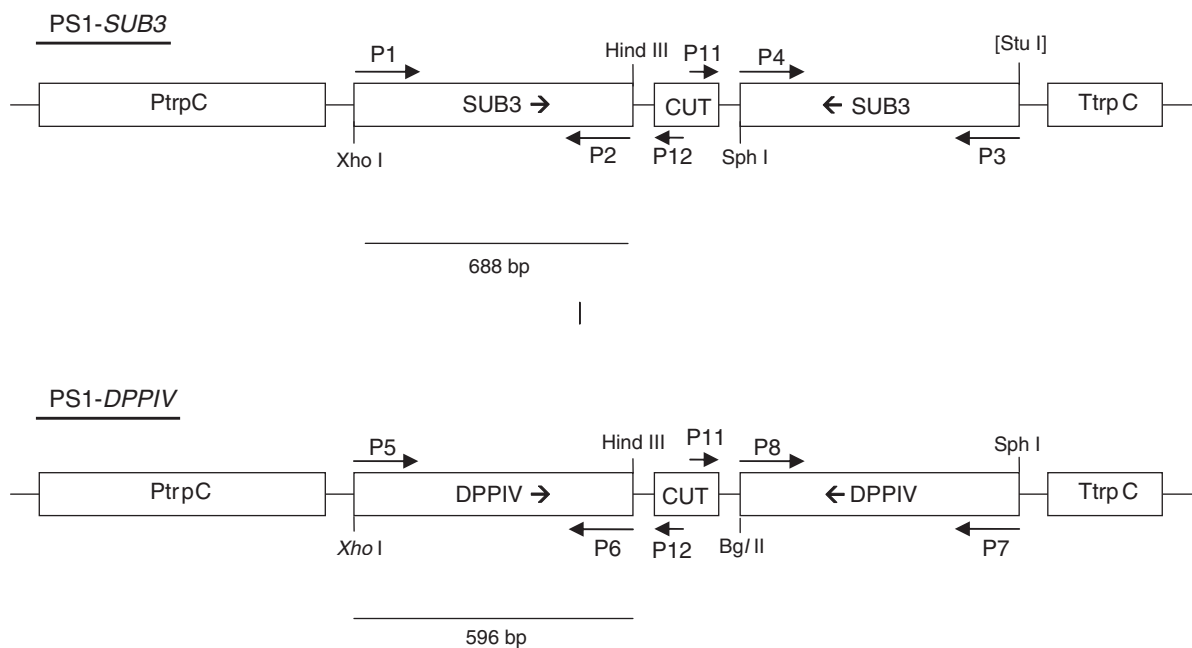 PS1-SUB3
P1 Hind III P11 P4 [Stu I]
PtrpC SUB3 → CUT ← SUB3 TtrpC
Xho I P2 P12 Sph I P3
688 bp
PS1-DPPIV
P5 Hind III P11 P8 Sph I
PtrpC DPPIV → CUT ← DPPIV TtrpC
Xho I P6 P12 Bgl II P7
596 bp